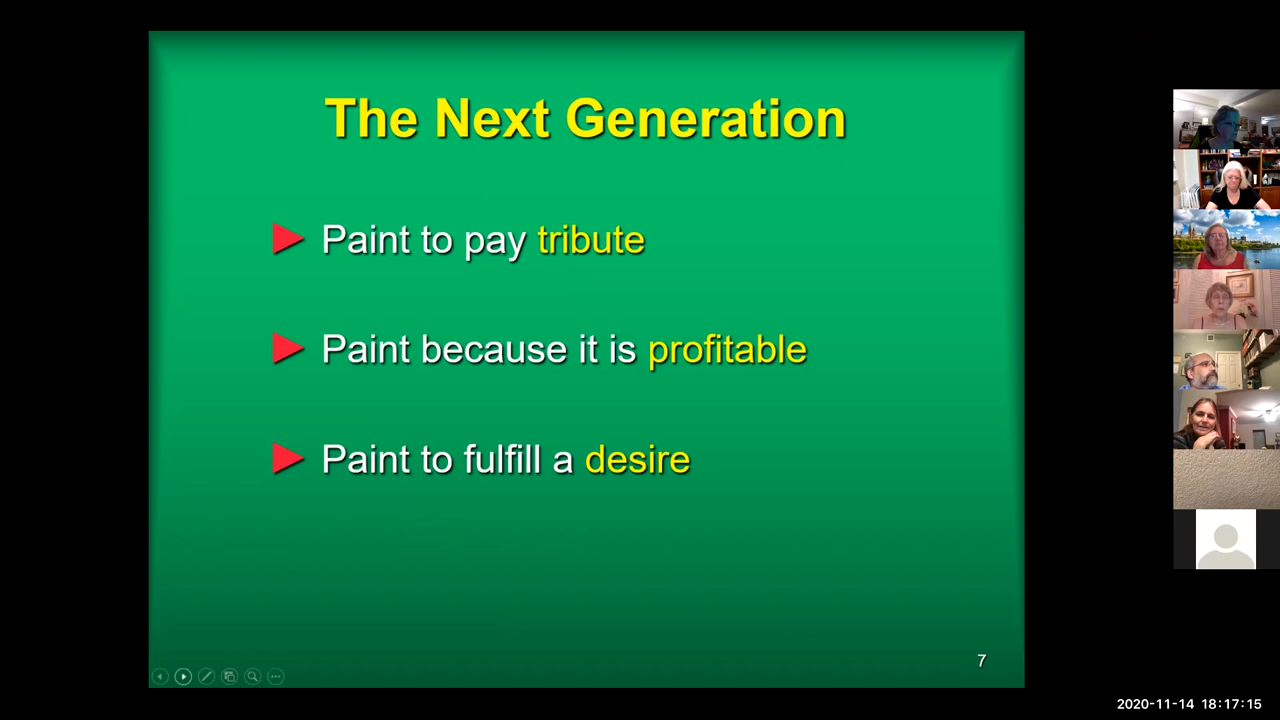 The Next Generation
Paint to pay tribute
Paint because it is profitable
Paint to fulfill a desire
7
2020-11-14 18:17:15